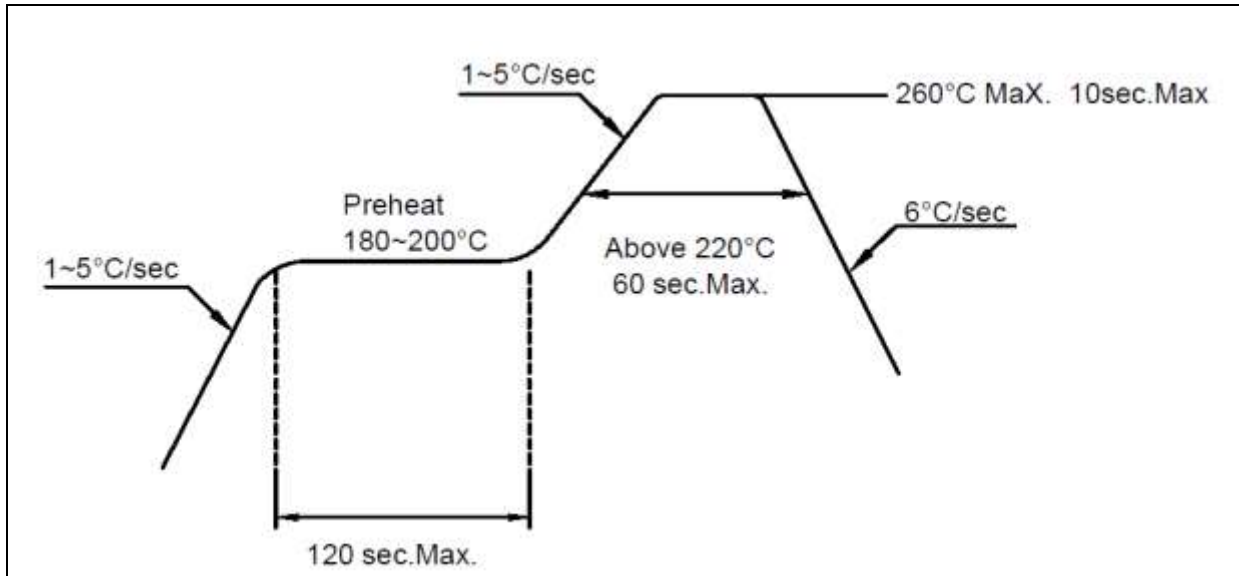 1~5°C/sec
260°C MaX. 10sec.Max
Preheat
180~200°C
6°C/sec
Above 220°C
60 sec.Max.
1~5°C/sec
120 sec.Max.